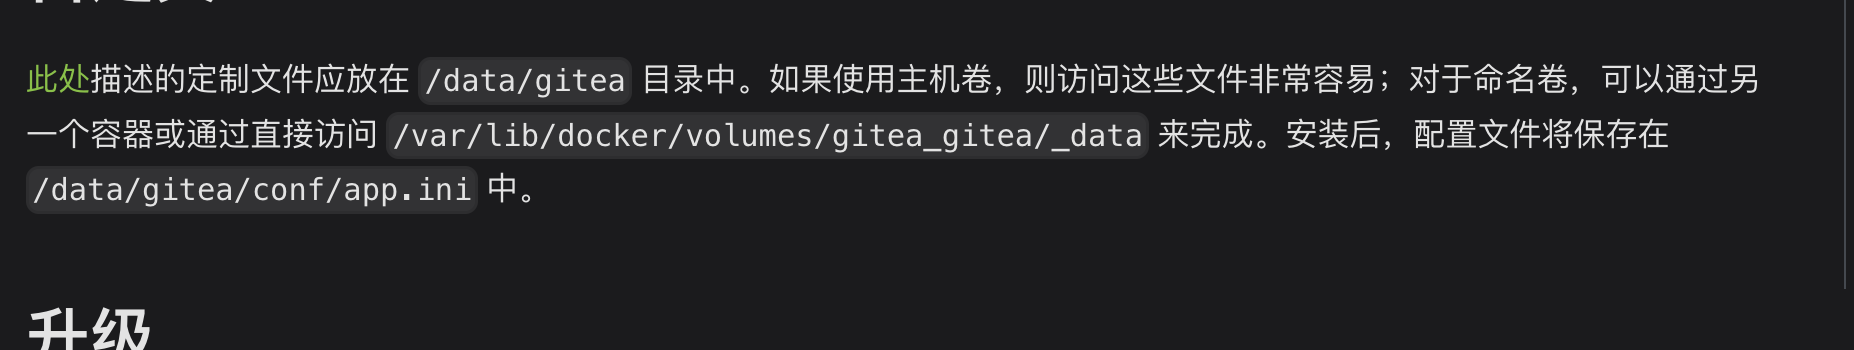 此处描述的定制文件应放在 /data/gitea 目录中。如果使用主机卷，则访问这些文件非常容易；对于命名卷，可以通过另
一个容器或通过直接访问 /var/lib/docker/volumes/gitea_gitea/_data 来完成。安装后，配置文件将保存在
/data/gitea/conf/app.ini 中。
升级